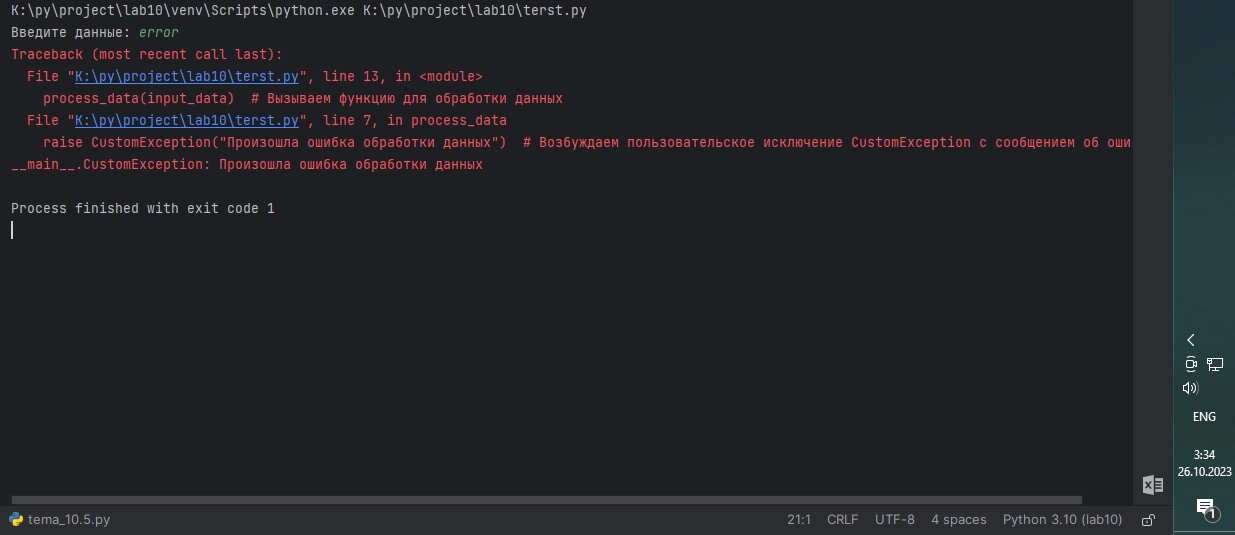 K:\py\project\lab10\venv\Scripts\python.exe K:\py\project\lab10\terst.py
Введите данные: error
Traceback (most recent call last):
  File "K:\py\project\lab10\terst.py", line 13, in <module>
    process_data(input_data)  # Вызываем функцию для обработки данных
  File "K:\py\project\lab10\terst.py", line 7, in process_data
    raise CustomException("Произошла ошибка обработки данных")  # Возбуждаем пользовательское исключение CustomException с сообщением об оши
__main__.CustomException: Произошла ошибка обработки данных
Process finished with exit code 1
ENG
3:34
26.10.2023
1
tema_10.5.py 21:1 CRLF UTF-8 4 spaces Python 3.10 (lab10)